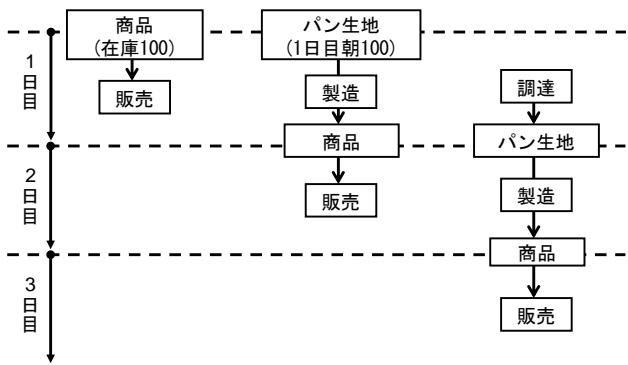 商品
(在庫100)
パン生地
(1日目朝100)
1
日
目
販売
製造
調達
商品
パン生地
2
日
目
販売
製造
商品
3
日
目
販売